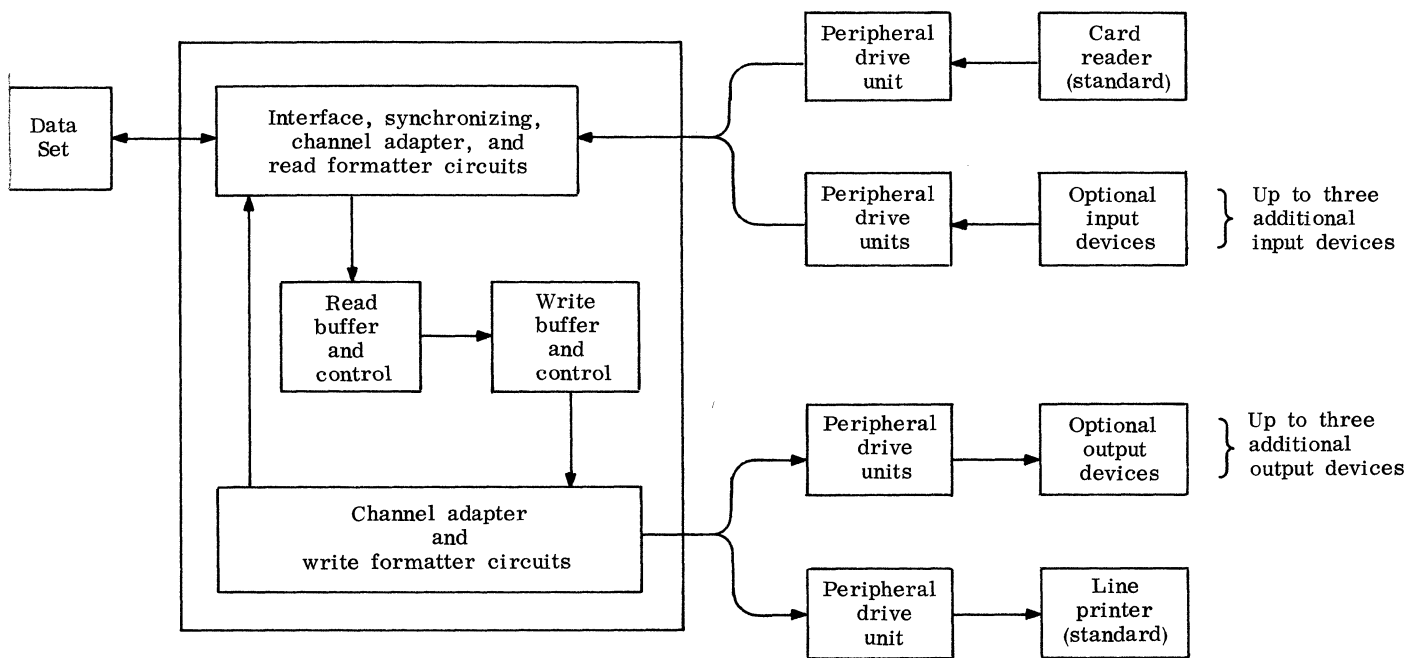 Data
Set
Interface, synchronizing,
channel adapter, and
read formatter circuits
Read
buffer
and
control
Write
buffer
and
control
Channel adapter
and
write formatter circuits
Peripheral
drive
unit
Card
reader
(standard)
Peripheral
drive
units
Optional
input
devices
Up to three
additional
input devices
Peripheral
drive
units
Optional
output
devices
Up to three
additional
output devices
Peripheral
drive
unit
Line
printer
(standard)